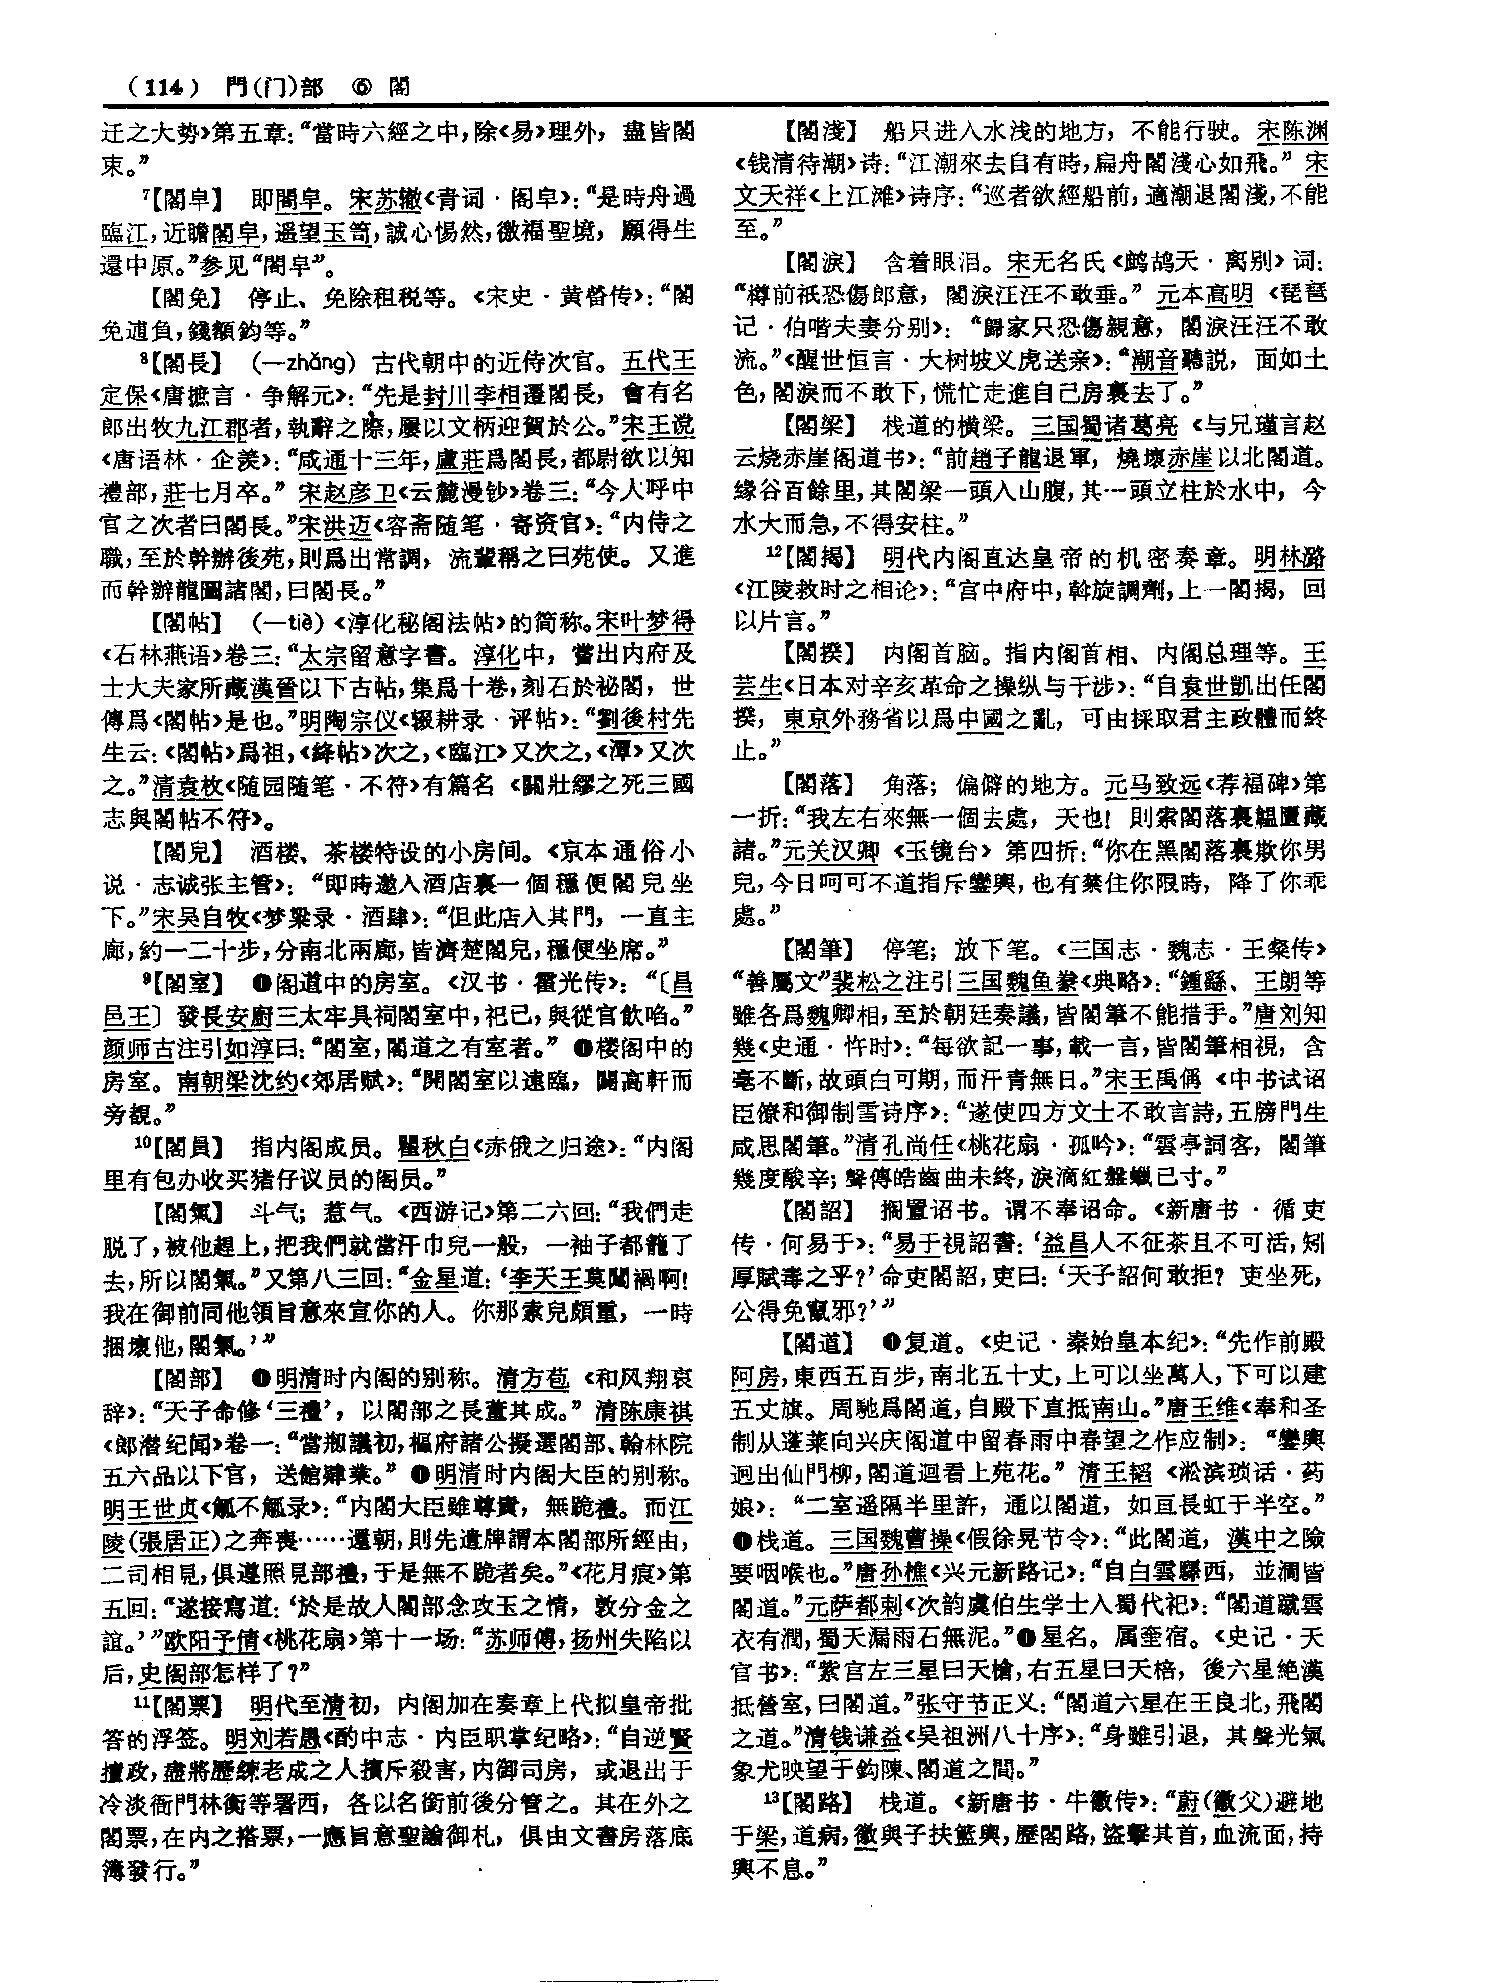 (114) 門(门)部 ⑥ 閣
迁之大勢》第五章：“當時六經之中，除《易》理外，盡皆閣
束。”
7【閣皁】 即閤皁。宋苏辙《青词·阁皁》：“是時舟過
臨江，近瞻閣皁，遥望玉笥，誠心惕然，徼福聖境，願得生
還中原。”参见“閤皁”。
【閣免】 停止、免除租税等。《宋史·黄㽦传》：“閣
免逋負，錢額鈞等。”
8【閣長】 (—zhǎng) 古代朝中的近侍次官。五代王
定保《唐摭言·争解元》：“先是封川李相遷閣長，會有名
郎出牧九江郡者，執辭之際，屢以文柄迎賀於公。”宋王谠
《唐语林·企羡》：“咸通十三年，盧莊爲閣長，都尉欲以知
禮部，莊七月卒。” 宋赵彦卫《云麓漫钞》卷三：“今人呼中
官之次者曰閣長。”宋洪迈《容斋随笔·寄资官》：“内侍之
職，至於幹辦後苑，則爲出常調，流輩稱之曰苑使。又進
而幹辦龍圖諸閣，曰閣長。”
【閣帖】 (—tiè) 《淳化秘阁法帖》的简称。宋叶梦得
《石林燕语》卷三：“太宗留意字書。淳化中，嘗出内府及
士大夫家所藏漢晉以下古帖，集爲十卷，刻石於祕閣，世
傳爲《閣帖》是也。”明陶宗仪《辍耕录·评帖》：“劉後村先
生云：《閣帖》爲祖，《絳帖》次之，《臨江》又次之，《潭》又次
之。”清袁枚《随园随笔·不符》有篇名《關壯繆之死三國
志與閣帖不符》。
【閣兒】 酒楼、茶楼特设的小房间。《京本通俗小
说·志诚张主管》：“即時邀入酒店裏一個穩便閣兒坐
下。”宋吴自牧《梦粱录·酒肆》：“但此店入其門，一直主
廊，約一二十步，分南北兩廊，皆濟楚閣兒，穩便坐席。”
9【閣室】 ❶阁道中的房室。《汉书·霍光传》：“〔昌
邑王〕發長安廚三太牢具祠閣室中，祀已，與從官飲啗。”
颜师古注引如淳曰：“閣室，閣道之有室者。” ❷楼阁中的
房室。南朝梁沈约《郊居赋》：“開閣室以遠臨，闢高軒而
旁覩。”
10【閣員】 指内阁成员。瞿秋白《赤俄之归途》：“内阁
里有包办收买猪仔议员的阁员。”
【閣氣】 斗气；惹气。《西游记》第二六回：“我們走
脱了，被他趕上，把我們就當汗巾兒一般，一袖子都籠了
去，所以閣氣。”又第八三回：“金星道：‘李天王莫闖禍啊！
我在御前同他領旨意來宣你的人。你那索兒頗重，一時
捆壞他，閣氣。’”
【閣部】 ❶明清时内阁的别称。清方苞《和风翔哀
辞》：“天子命修‘三禮’，以閣部之長董其成。” 清陈康祺
《郎潜纪闻》卷一：“當刱議初，樞府諸公擬選閣部、翰林院
五六品以下官，送館肄業。” ❷明清时内阁大臣的别称。
明王世贞《觚不觚录》：“内閣大臣雖尊貴，無跪禮。而江
陵(張居正)之奔喪……還朝，則先遺牌謂本閣部所經由，
二司相見，俱遵照見部禮，于是無不跪者矣。”《花月痕》第
五回：“遂接寫道：‘於是故人閣部念攻玉之情，敦分金之
誼。’”欧阳予倩《桃花扇》第十一场：“苏师傅，扬州失陷以
后，史阁部怎样了？”
11【閣票】 明代至清初，内阁加在奏章上代拟皇帝批
答的浮签。明刘若愚《酌中志·内臣职掌纪略》：“自逆賢
擅政，盡將歷練老成之人擯斥殺害，内御司房，或退出于
冷淡衙門林衡等署西，各以名銜前後分管之。其在外之
閣票，在内之搭票，一應旨意聖諭御札，俱由文書房落底
簿發行。”
【閣淺】 船只进入水浅的地方，不能行驶。宋陈渊
《钱清待潮》诗：“江潮來去自有時，扁舟閣淺心如飛。” 宋
文天祥《上江滩》诗序：“巡者欲經船前，適潮退閣淺，不能
至。”
【閣淚】 含着眼泪。宋无名氏《鹧鸪天·离别》词：
“樽前衹恐傷郎意，閣淚汪汪不敢垂。” 元本高明《琵琶
记·伯喈夫妻分别》：“歸家只恐傷親意，閣淚汪汪不敢
流。”《醒世恒言·大树坡义虎送亲》：“潮音聽説，面如土
色，閣淚而不敢下，慌忙走進自己房裏去了。”
【閣梁】 栈道的横梁。三国蜀诸葛亮《与兄瑾言赵
云烧赤崖阁道书》：“前趙子龍退軍，燒壞赤崖以北閣道。
緣谷百餘里，其閣梁一頭入山腹，其一頭立柱於水中，今
水大而急，不得安柱。”
12【閣揭】 明代内阁直达皇帝的机密奏章。明林潞
《江陵救时之相论》：“宫中府中，斡旋調劑，上一閣揭，回
以片言。”
【閣揆】 内阁首脑。指内阁首相、内阁总理等。王
芸生《日本对辛亥革命之操纵与干涉》：“自袁世凱出任閣
揆，東京外務省以爲中國之亂，可由採取君主政體而終
止。”
【閣落】 角落；偏僻的地方。元马致远《荐福碑》第
一折：“我左右來無一個去處，天也！則索閣落裏韞匵藏
諸。”元关汉卿《玉镜台》第四折：“你在黑閣落裏欺你男
兒，今日呵可不道指斥鑾輿，也有禁住你限時，降了你乖
處。”
【閣筆】 停笔；放下笔。《三国志·魏志·王粲传》
“善屬文”裴松之注引三国魏鱼豢《典略》：“鍾繇、王朗等
雖各爲魏卿相，至於朝廷奏議，皆閣筆不能措手。”唐刘知
幾《史通·忤时》：“每欲記一事，載一言，皆閣筆相視，含
毫不斷，故頭白可期，而汗青無日。”宋王禹偁《中书试诏
臣僚和御制雪诗序》：“遂使四方文士不敢言詩，五牓門生
咸思閣筆。”清孔尚任《桃花扇·孤吟》：“雲亭詞客，閣筆
幾度酸辛；聲傳皓齒曲未終，淚滴紅盤蠟已寸。”
【閣詔】 搁置诏书。谓不奉诏命。《新唐书·循吏
传·何易于》：“易于視詔書：‘益昌人不征茶且不可活，矧
厚賦毒之乎？’命吏閣詔，吏曰：‘天子詔何敢拒？吏坐死，
公得免竄邪？’”
【閣道】 ❶复道。《史记·秦始皇本纪》：“先作前殿
阿房，東西五百步，南北五十丈，上可以坐萬人，下可以建
五丈旗。周馳爲閣道，自殿下直抵南山。”唐王维《奉和圣
制从蓬莱向兴庆阁道中留春雨中春望之作应制》：“鑾輿
迥出仙門柳，閣道迴看上苑花。” 清王韬《淞滨琐话·药
娘》：“二室遥隔半里許，通以閣道，如亘長虹于半空。”
❷栈道。三国魏曹操《假徐晃节令》：“此閣道，漢中之險
要咽喉也。”唐孙樵《兴元新路记》：“自白雲驛西，並澗皆
閣道。”元萨都剌《次韵虞伯生学士入蜀代祀》：“閣道蹴雲
衣有潤，蜀天漏雨石無泥。”❸星名。属奎宿。《史记·天
官书》：“紫宫左三星曰天槍，右五星曰天棓，後六星絶漢
抵營室，曰閣道。”张守节正义：“閣道六星在王良北，飛閣
之道。”清钱谦益《吴祖洲八十序》：“身雖引退，其聲光氣
象尤映望于鈎陳、閣道之間。”
13【閣路】 栈道。《新唐书·牛徽传》：“蔚(徽父)避地
于梁，道病，徽與子扶籃輿，歷閣路，盜擊其首，血流面，持
輿不息。”